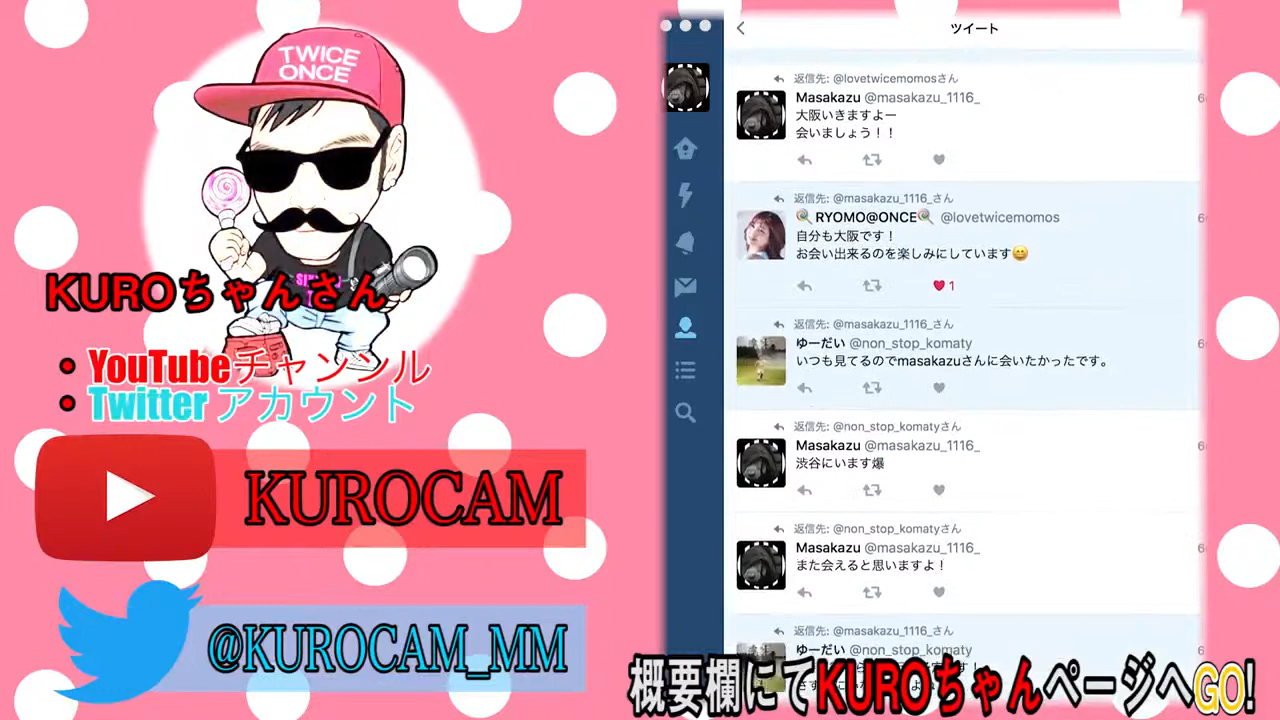 TWICE
ONCE
KUROちゃんさん
• YouTubeチャンンル
• Twitter アカウント
KUROCAM
@KUROCAM_MM
ツイート
返信先: @lovetwicemomosさん
Masakazu @masakazu_1116_
大阪いきますよー
会いましょう！！
返信先: @masakazu_1116_さん
🍭 RYOMO@ONCE🍭 @lovetwicemomos
自分も大阪です！
お会い出来るのを楽しみにしています😄
1
返信先: @masakazu_1116_さん
ゆーだい @non_stop_komaty
いつも見てるのでmasakazuさんに会いたかったです。
返信先: @non_stop_komatyさん
Masakazu @masakazu_1116_
渋谷にいます爆
返信先: @non_stop_komatyさん
Masakazu @masakazu_1116_
また会えると思いますよ！
返信先: @masakazu_1116_さん
ゆーだい @non_stop_komaty
概要欄にてKUROちゃんページへGO!